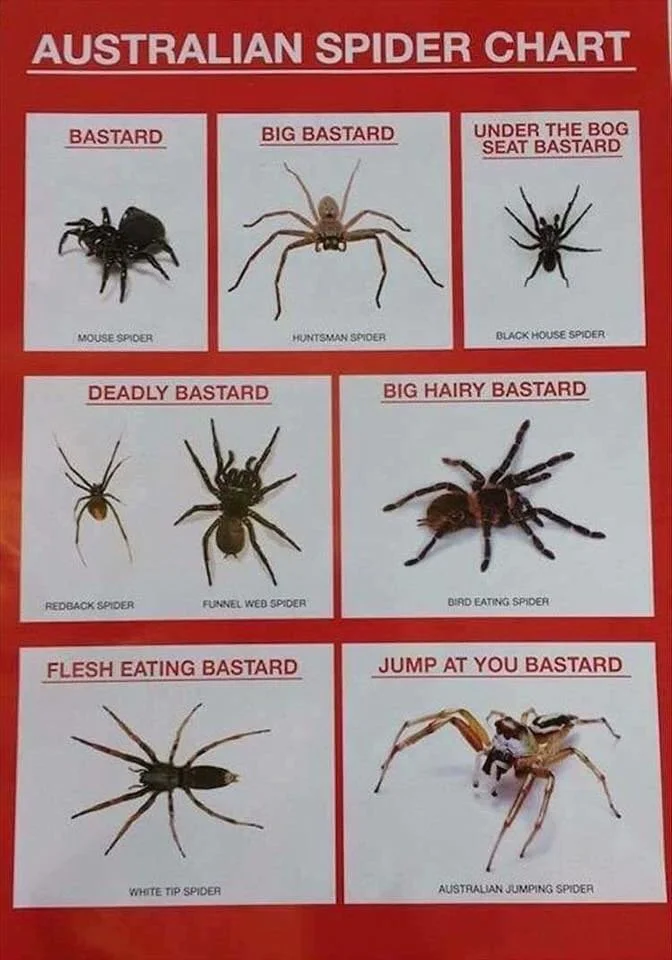 AUSTRALIAN SPIDER CHART
BASTARD
MOUSE SPIDER
BIG BASTARD
HUNTSMAN SPIDER
UNDER THE BOG
SEAT BASTARD
BLACK HOUSE SPIDER
DEADLY BASTARD
REDBACK SPIDER
FUNNEL WEB SPIDER
BIG HAIRY BASTARD
BIRD EATING SPIDER
FLESH EATING BASTARD
WHITE TIP SPIDER
JUMP AT YOU BASTARD
AUSTRALIAN JUMPING SPIDER